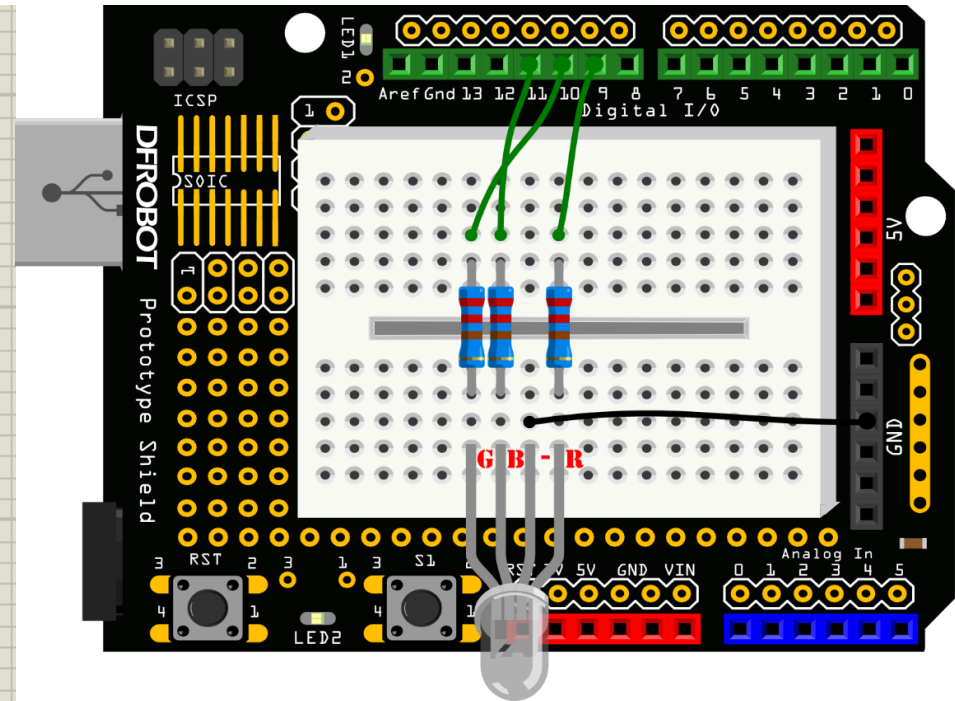 LED1
2
ICSP
Aref Gnd 13 12 11 10 9 8
7 6 5 4 3 2 1 0
Digital I/O
1
SOIC
DFROBOT
1
Prototype Shield
5V
GND
G B - R
RST
3 2
4 1
3 1
LED2
S1
3
4 1
5V GND VIN
Analog In
0 1 2 3 4 5